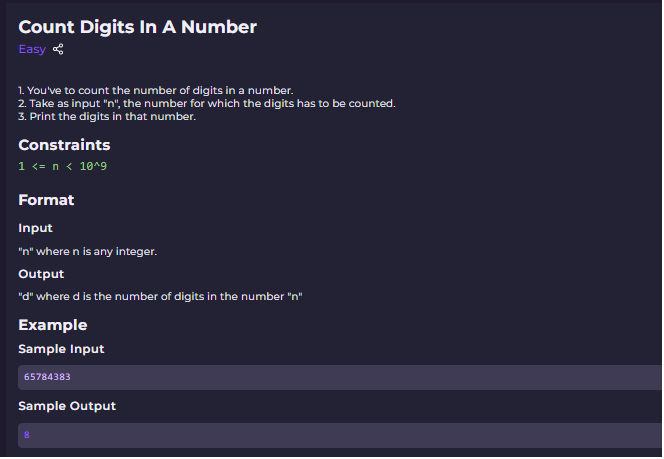 Count Digits In A Number
Easy
1. You've to count the number of digits in a number.
2. Take as input "n", the number for which the digits has to be counted.
3. Print the digits in that number.
Constraints
1 <= n < 10^9
Format
Input
"n" where n is any integer.
Output
"d" where d is the number of digits in the number "n"
Example
Sample Input
65784383
Sample Output
8